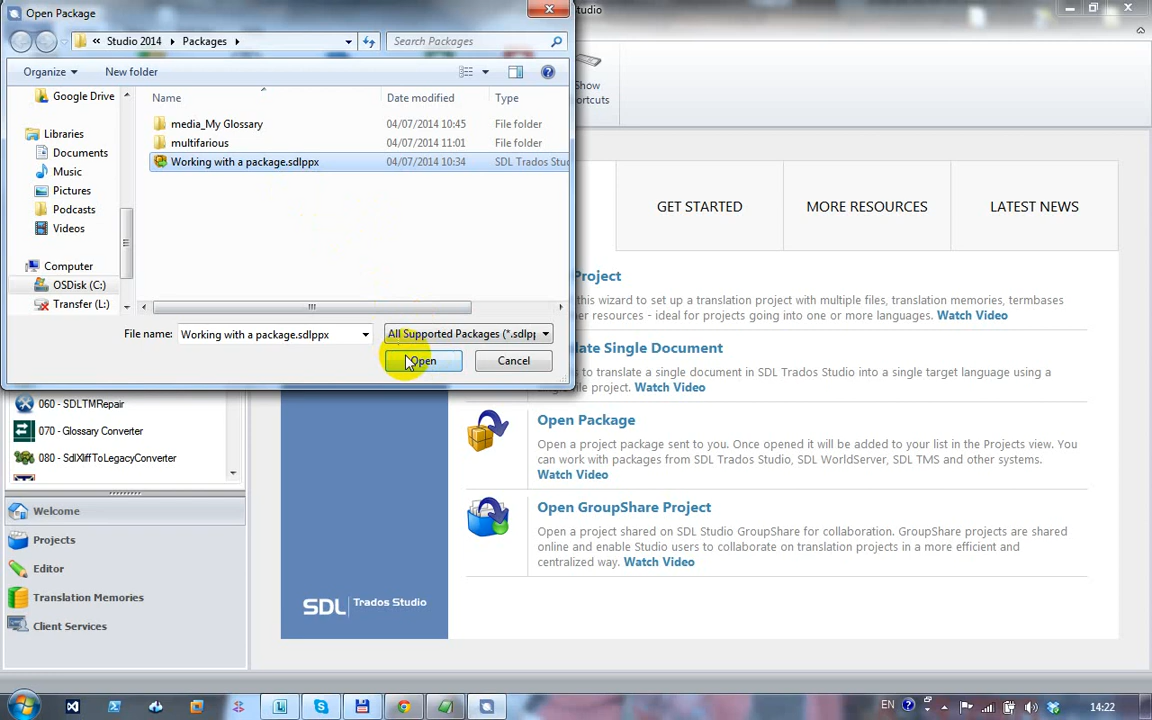 Open Package
Studio
« Studio 2014 Packages
Search Packages
Organize
New folder
Show
ortcuts
Name
Date modified
Type
Google Drive
media_My Glossary
04/07/2014 10:45
File folder
multifarious
04/07/2014 11:01
File folder
Libraries
Documents
Working with a package.sdlppx
04/07/2014 10:34
SDL Trados Stu
Music
Pictures
Podcasts
Videos
Computer
OSDisk (C:)
Transfer (L:)
File name:
Working with a package.sdlppx
All Supported Packages (*.sdlpp
Open
Cancel
GET STARTED
MORE RESOURCES
LATEST NEWS
Project
this wizard to set up a translation project with multiple files, translation memories, termbases
her resources - ideal for projects going into one or more languages. Watch Video
late Single Document
s to translate a single document in SDL Trados Studio into a single target language using a
file project. Watch Video
Open Package
Open a project package sent to you. Once opened it will be added to your list in the Projects view. You
can work with packages from SDL Trados Studio, SDL WorldServer, SDL TMS and other systems.
Watch Video
Open GroupShare Project
Open a project shared on SDL Studio GroupShare for collaboration. GroupShare projects are shared
online and enable Studio users to collaborate on translation projects in a more efficient and
centralized way. Watch Video
060 - SDLTMRepair
070 - Glossary Converter
080 - SdlXliffToLegacyConverter
Welcome
Projects
Editor
Translation Memories
Client Services
SDL Trados Studio
EN
14:22